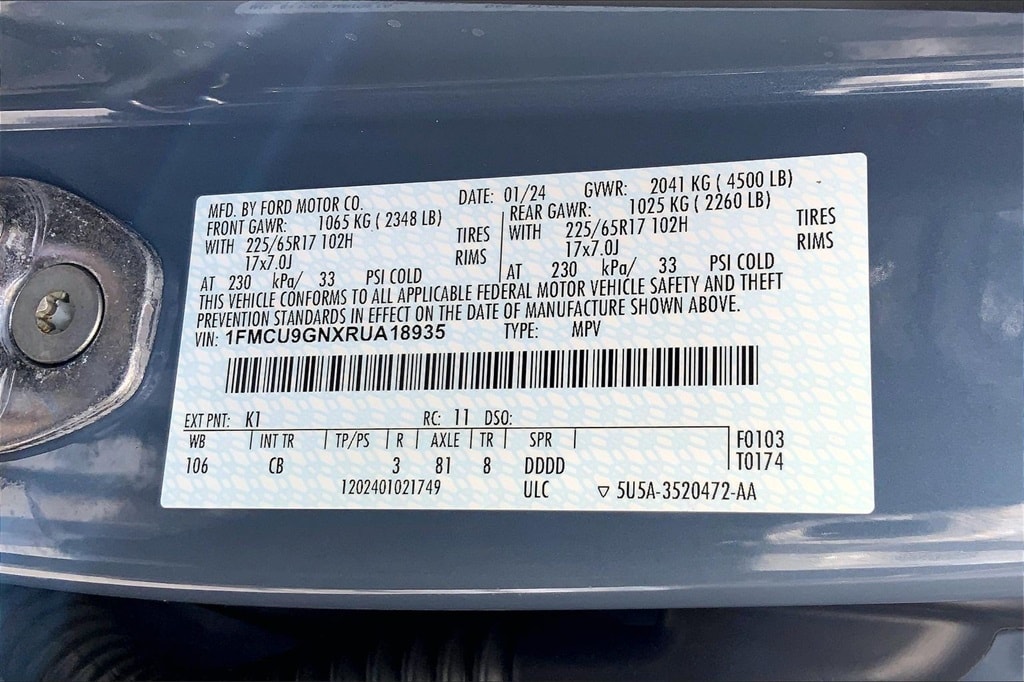 MFD. BY FORD MOTOR CO. DATE: 01/24 GVWR: 2041 KG ( 4500 LB)
FRONT GAWR: 1065 KG ( 2348 LB) REAR GAWR: 1025 KG ( 2260 LB)
WITH 225/65R17 102H TIRES WITH 225/65R17 102H TIRES
17x7.0J RIMS 17x7.0J RIMS
AT 230 kPa/ 33 PSI COLD AT 230 kPa/ 33 PSI COLD
THIS VEHICLE CONFORMS TO ALL APPLICABLE FEDERAL MOTOR VEHICLE SAFETY AND THEFT
PREVENTION STANDARDS IN EFFECT ON THE DATE OF MANUFACTURE SHOWN ABOVE.
VIN: 1FMCU9GNXRUA18935 TYPE: MPV
EXT PNT: K1 RC: 11 DSO:
WB INT TR TP/PS R AXLE TR SPR F0103
106 CB 3 81 8 DDDD T0174
1202401021749 ULC ▽ 5U5A-3520472-AA